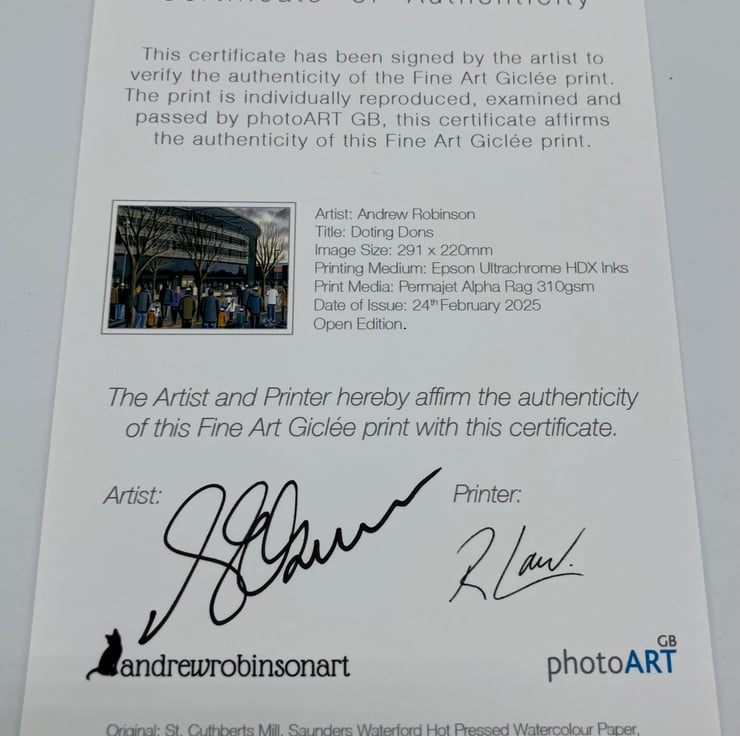 Certificate of Authenticity
This certificate has been signed by the artist to
verify the authenticity of the Fine Art Giclée print.
The print is individually reproduced, examined and
passed by photoART GB, this certificate affirms
the authenticity of this Fine Art Giclée print.
Artist: Andrew Robinson
Title: Doting Dons
Image Size: 291 x 220mm
Printing Medium: Epson Ultrachrome HDX Inks
Print Media: Permajet Alpha Rag 310gsm
Date of Issue: 24th February 2025
Open Edition.
The Artist and Printer hereby affirm the authenticity
of this Fine Art Giclée print with this certificate.
Artist:
Printer:
R Law.
andrewrobinsonart
photoART GB
Original: St. Cuthberts Mill, Saunders Waterford Hot Pressed Watercolour Paper,